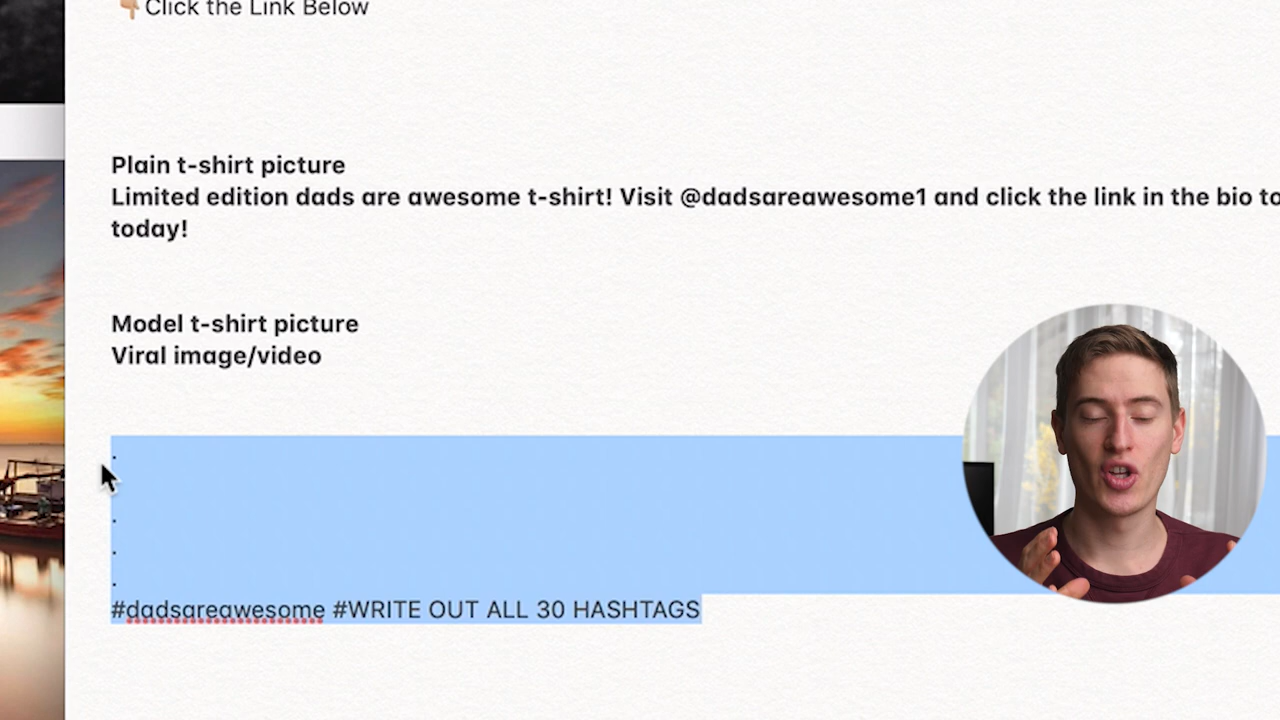 👇🏼Click the Link Below
Plain t-shirt picture
Limited edition dads are awesome t-shirt! Visit @dadsareawesome1 and click the link in the bio to
today!
Model t-shirt picture
Viral image/video
.
.
.
.
#dadsareawesome #WRITE OUT ALL 30 HASHTAGS